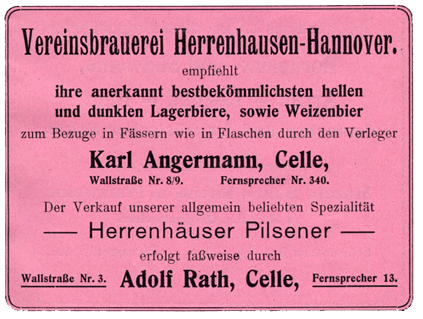 Vereinsbrauerei Herrenhausen-Hannover.
empfiehlt
ihre anerkannt bestbekömmlichsten hellen
und dunklen Lagerbiere, sowie Weizenbier
zum Bezuge in Fässern wie in Flaschen durch den Verleger
Karl Angermann, Celle,
Wallstraße Nr. 8/9. Fernsprecher Nr. 340.
Der Verkauf unserer allgemein beliebten Spezialität
— Herrenhäuser Pilsener —
erfolgt faßweise durch
Wallstraße Nr. 3. Adolf Rath, Celle, Fernsprecher 13.